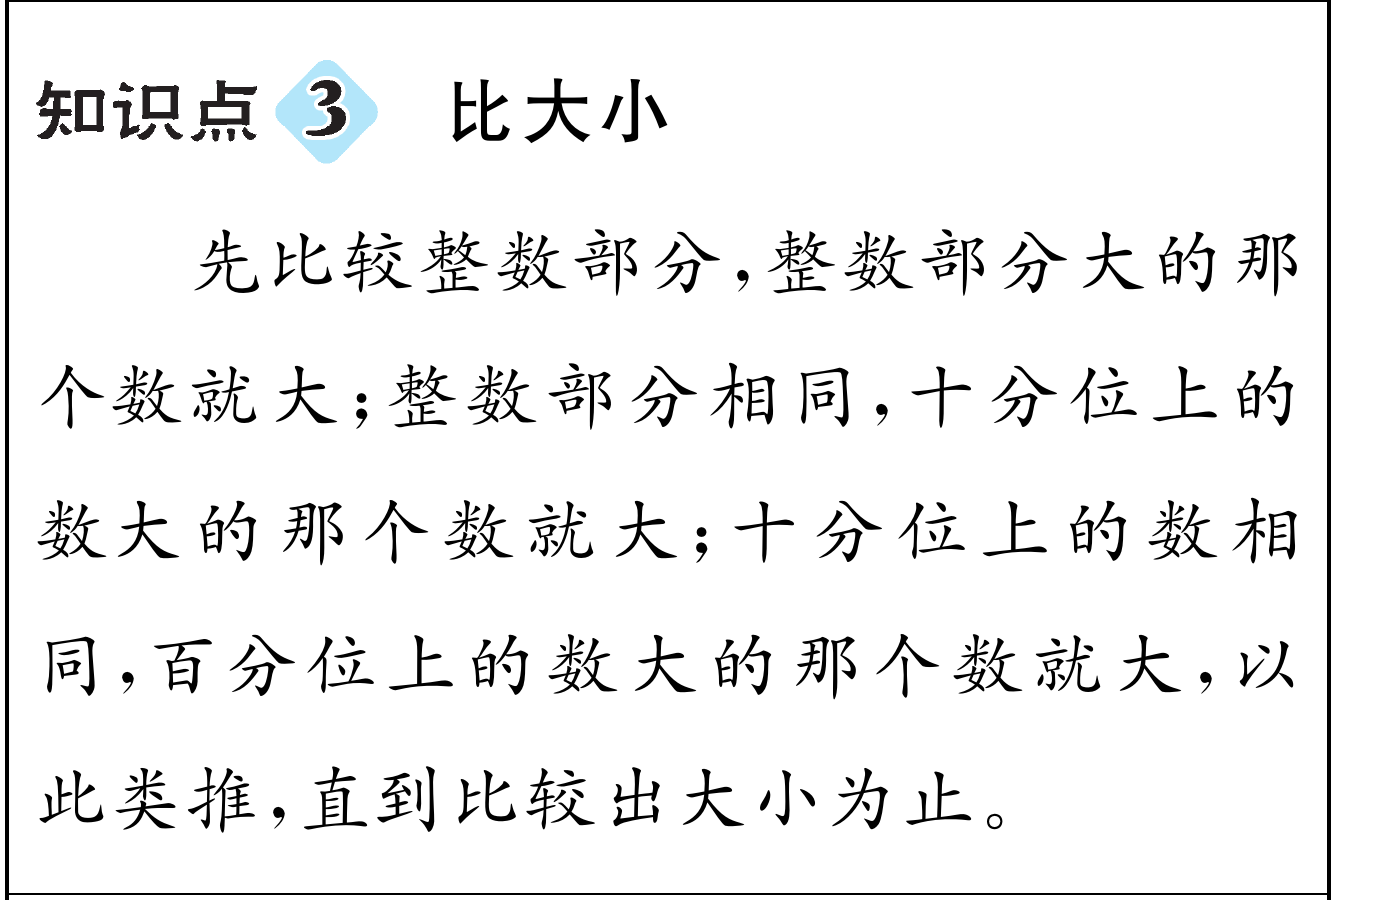 知识点 3 比大小
先比较整数部分,整数部分大的那
个数就大;整数部分相同,十分位上的
数大的那个数就大;十分位上的数相
同,百分位上的数大的那个数就大,以
此类推,直到比较出大小为止。